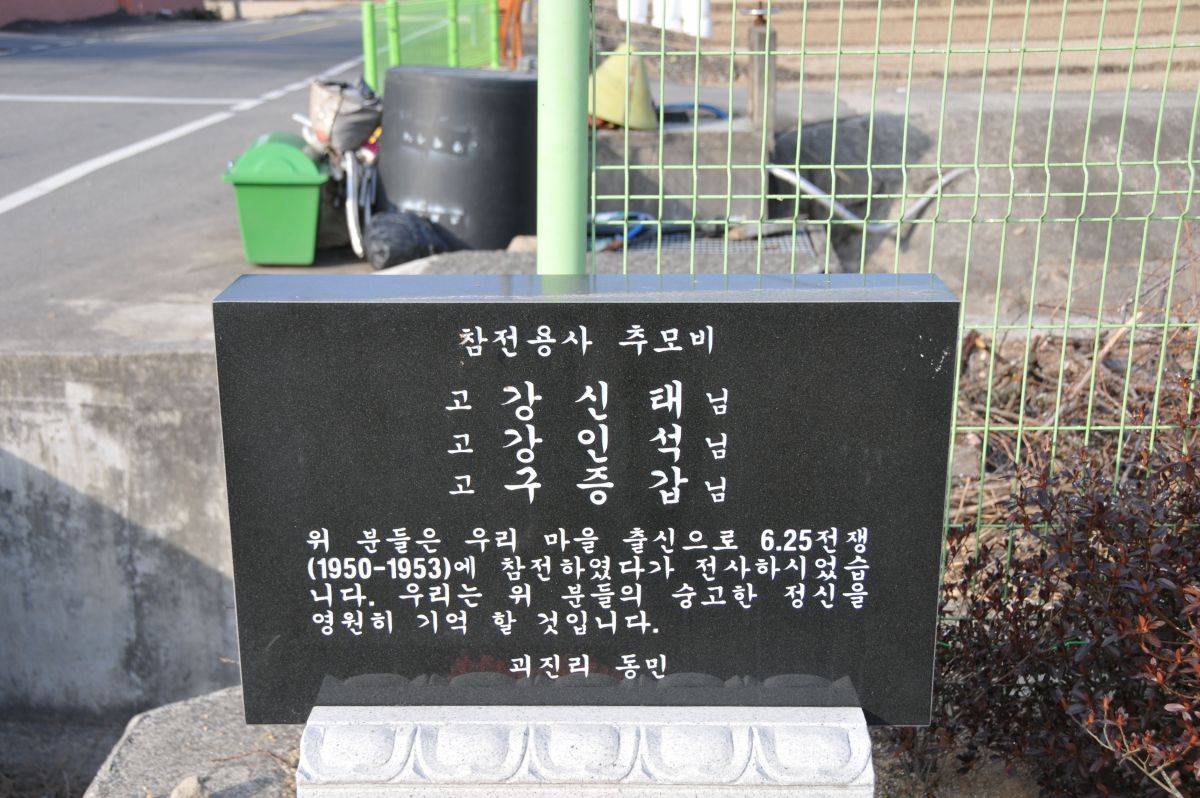 참전용사 추모비
고 강신태님
고 강인석님
고 구증갑님
위 분들은 우리 마을 출신으로 6.25전쟁
(1950-1953)에 참전하였다가 전사하시었습
니다. 우리는 위 분들의 숭고한 정신을
영원히 기억 할 것입니다.
괴진리 동민